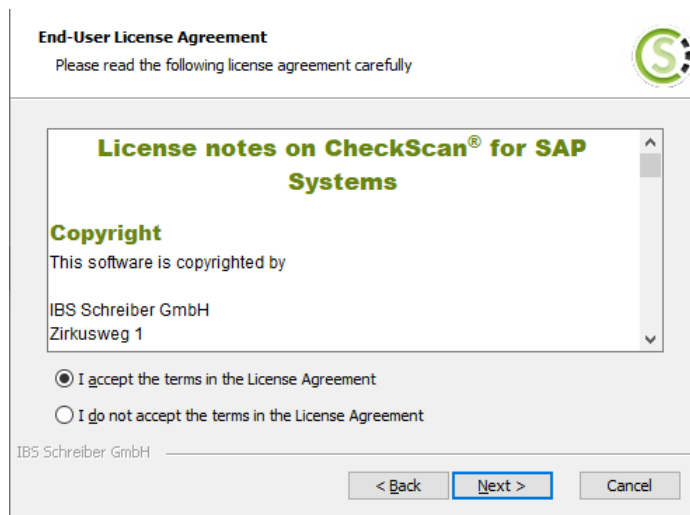 End-User License Agreement
Please read the following license agreement carefully
License notes on CheckScan® for SAP
Systems
Copyright
This software is copyrighted by
IBS Schreiber GmbH
Zirkusweg 1
I accept the terms in the License Agreement
I do not accept the terms in the License Agreement
IBS Schreiber GmbH
< Back Next > Cancel